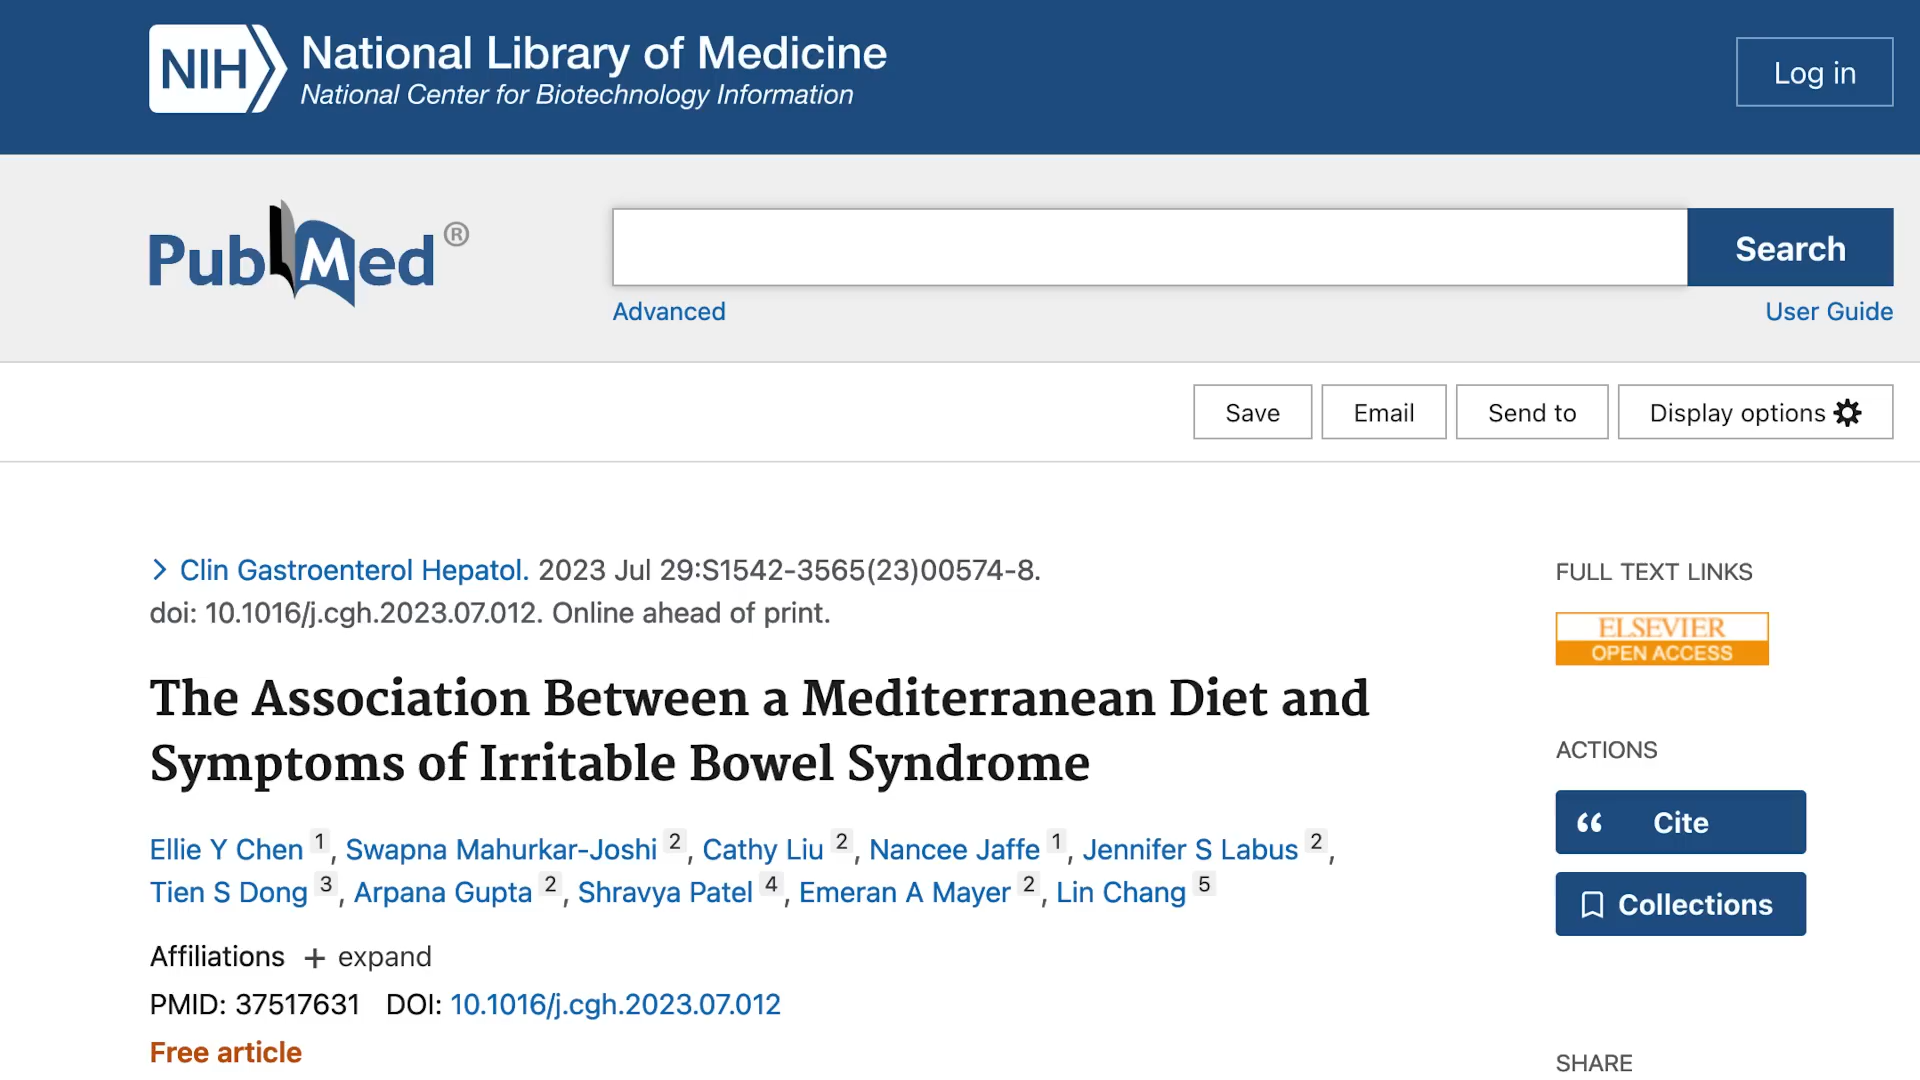 NIH National Library of Medicine
National Center for Biotechnology Information
Log in
PubMed®
Search
Advanced
User Guide
Save
Email
Send to
Display options
Clin Gastroenterol Hepatol. 2023 Jul 29:S1542-3565(23)00574-8.
doi: 10.1016/j.cgh.2023.07.012. Online ahead of print.
The Association Between a Mediterranean Diet and
Symptoms of Irritable Bowel Syndrome
Ellie Y Chen 1, Swapna Mahurkar-Joshi 2, Cathy Liu 2, Nancee Jaffe 1, Jennifer S Labus 2,
Tien S Dong 3, Arpana Gupta 2, Shravya Patel 4, Emeran A Mayer 2, Lin Chang 5
Affiliations + expand
PMID: 37517631 DOI: 10.1016/j.cgh.2023.07.012
Free article
FULL TEXT LINKS
ELSEVIER
OPEN ACCESS
ACTIONS
Cite
Collections
SHARE